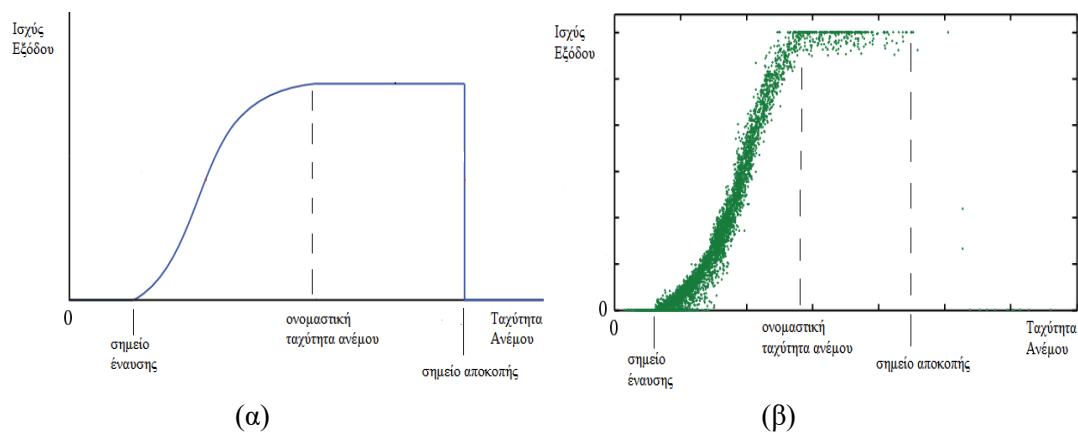 Ισχύς
Εξόδου
0
σημείο
έναυσης
ονομαστική
ταχύτητα ανέμου
σημείο αποκοπής
Ταχύτητα
Ανέμου
(α)
Ισχύς
Εξόδου
0
0
σημείο
έναυσης
ονομαστική
ταχύτητα ανέμου
σημείο αποκοπής
Ταχύτητα
Ανέμου
(β)